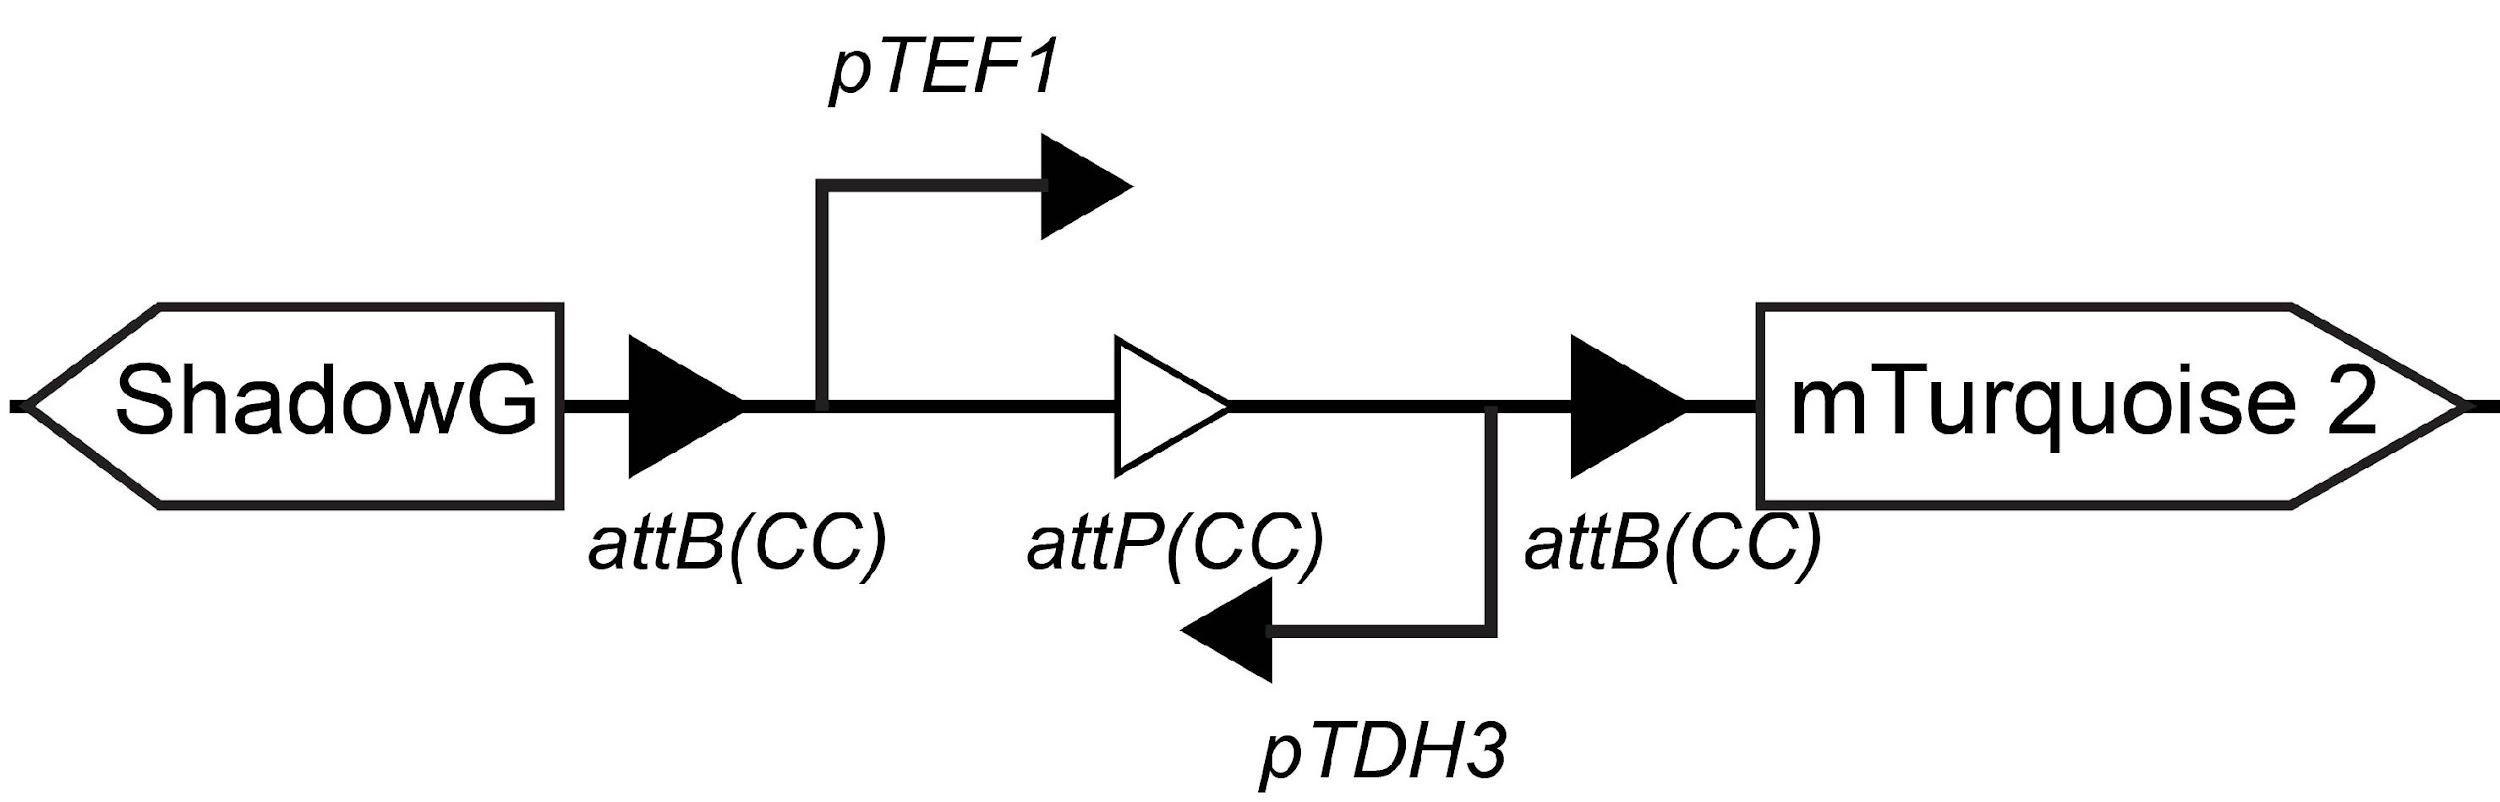 pTEF1
ShadowG
mTurquoise 2
attB(CC)
attP(CC)
attB(CC)
pTDH3